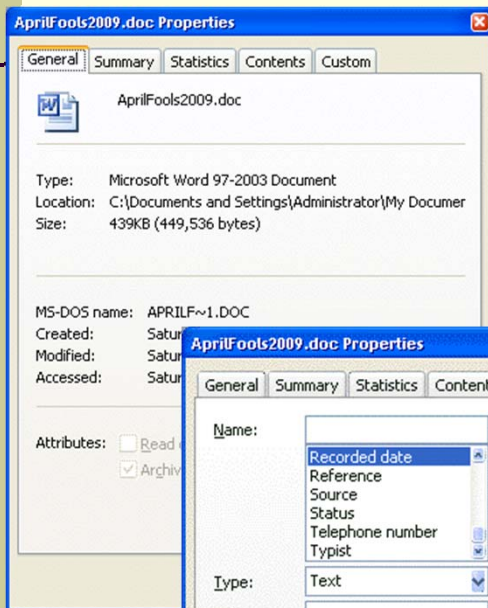 AprilFools2009.doc Properties
General Summary Statistics Contents Custom
AprilFools2009.doc
Type: Microsoft Word 97-2003 Document
Location: C:\Documents and Settings\Administrator\My Documer
Size: 439KB (449,536 bytes)
MS-DOS name: APRILF~1.DOC
Created: Satur
Modified: Satur
Accessed: Satur
Attributes: Read
Archiv
AprilFools2009.doc Properties
General Summary Statistics Content
Name:
Recorded date
Reference
Source
Status
Telephone number
Typist
Type: Text